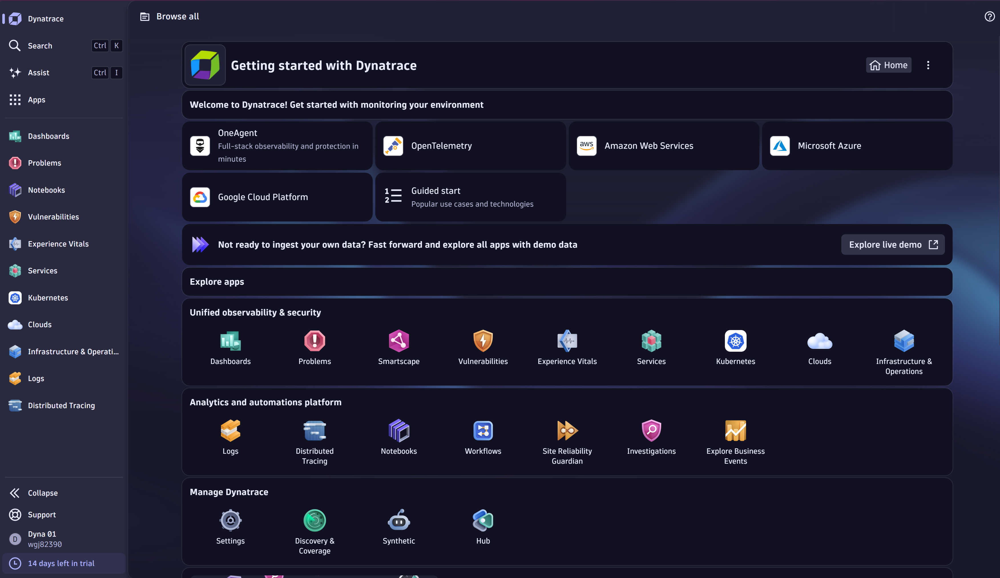 Dynatrace
Search Ctrl K
Assist Ctrl I
Apps
Dashboards
Problems
Notebooks
Vulnerabilities
Experience Vitals
Services
Kubernetes
Clouds
Infrastructure & Operati...
Logs
Distributed Tracing
Collapse
Support
D
Dyna 01
wgj82390
14 days left in trial
Browse all
Getting started with Dynatrace
Home
Welcome to Dynatrace! Get started with monitoring your environment
OneAgent
Full-stack observability and protection in
minutes
OpenTelemetry
aws
Amazon Web Services
Microsoft Azure
Google Cloud Platform
1
2
Guided start
Popular use cases and technologies
Not ready to ingest your own data? Fast forward and explore all apps with demo data
Explore live demo
Explore apps
Unified observability & security
Dashboards
Problems
Smartscape
Vulnerabilities
Experience Vitals
Services
Kubernetes
Clouds
Infrastructure &
Operations
Analytics and automations platform
Logs
Distributed
Tracing
Notebooks
Workflows
Site Reliability
Guardian
Investigations
Explore Business
Events
Manage Dynatrace
Settings
Discovery &
Coverage
Synthetic
Hub